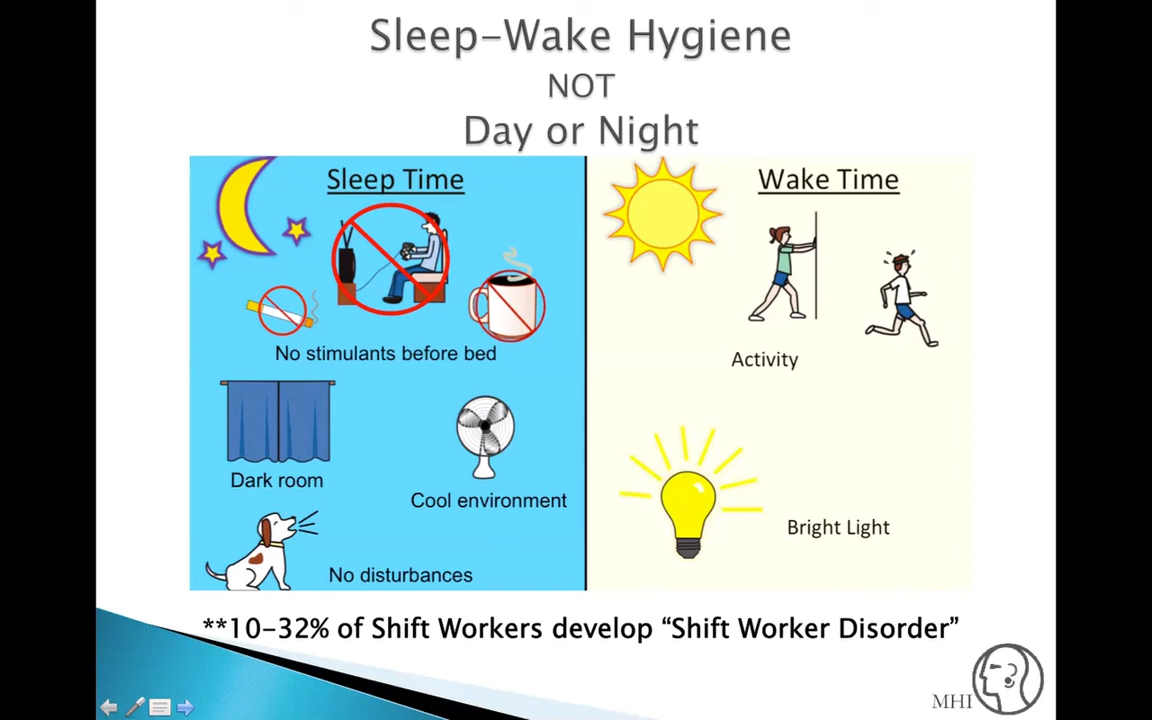 Sleep-Wake Hygiene
NOT
Day or Night
Sleep Time
No stimulants before bed
Dark room
Cool environment
No disturbances
Wake Time
Activity
Bright Light
**10-32% of Shift Workers develop “Shift Worker Disorder”
MHI